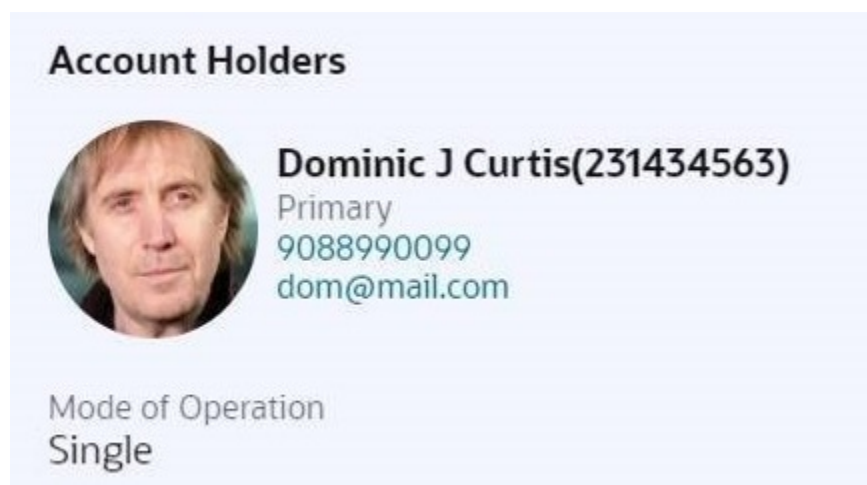 Account Holders
Dominic J Curtis(231434563)
Primary
9088990099
dom@mail.com
Mode of Operation
Single